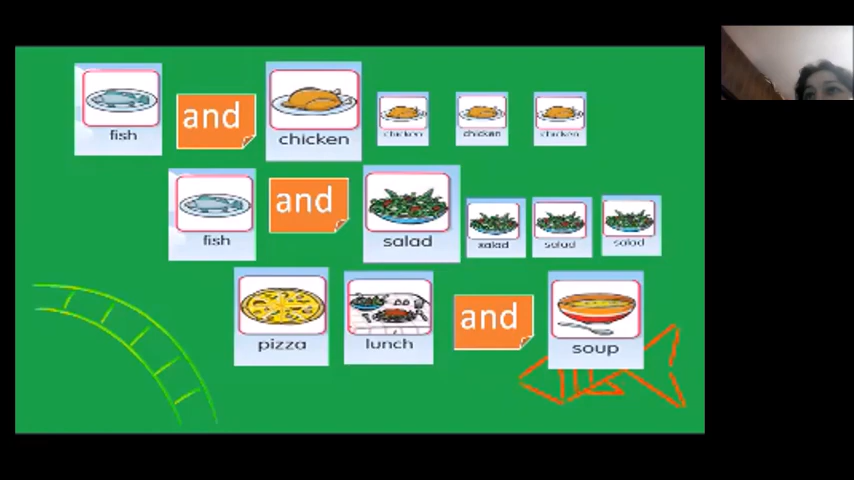 fish and chicken chicken chicken chicken
fish and salad salad salad salad
pizza lunch and soup